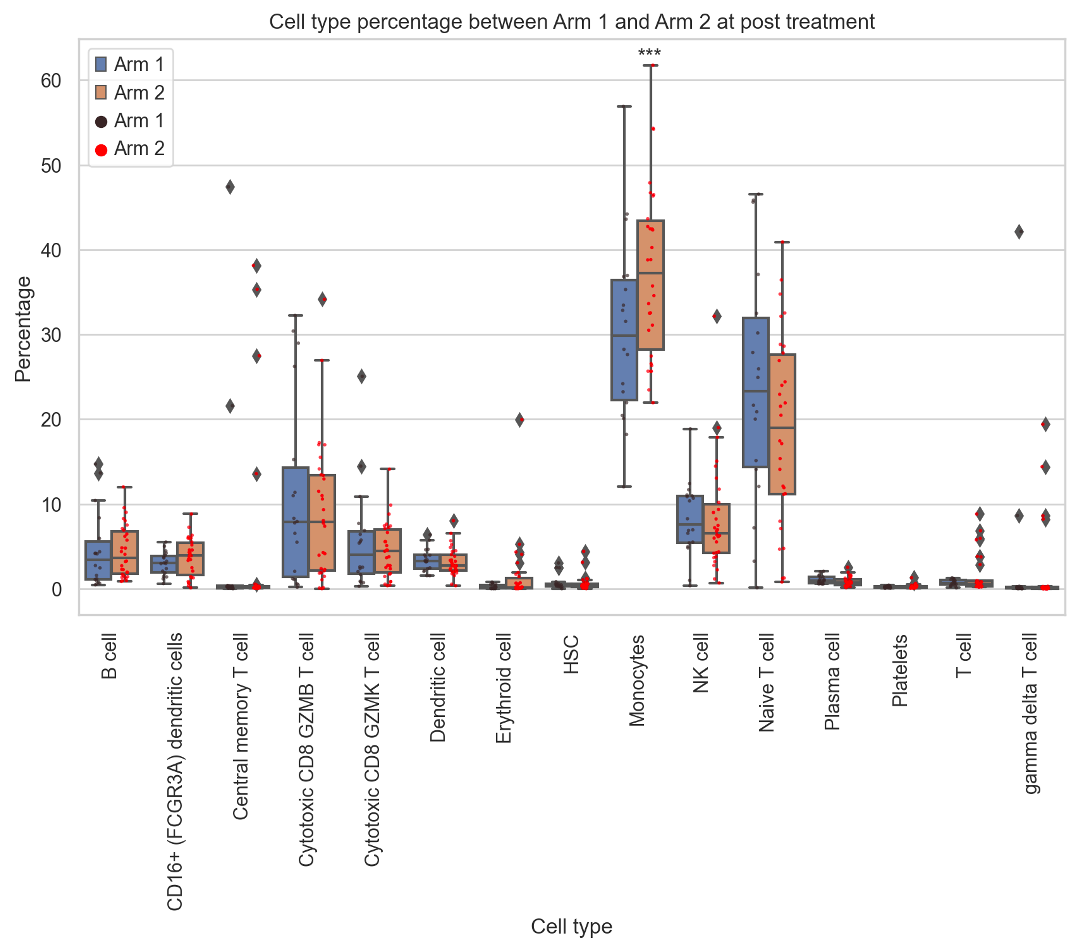 Cell type percentage between Arm 1 and Arm 2 at post treatment
***
Arm 1
Arm 2
Arm 1
Arm 2
Percentage
60
50
40
30
20
10
0
B cell
CD16+ (FCGR3A) dendritic cells
Central memory T cell
Cytotoxic CD8 GZMB T cell
Cytotoxic CD8 GZMK T cell
Dendritic cell
Erythroid cell
HSC
Monocytes
NK cell
Naive T cell
Plasma cell
Platelets
T cell
gamma delta T cell
Cell type